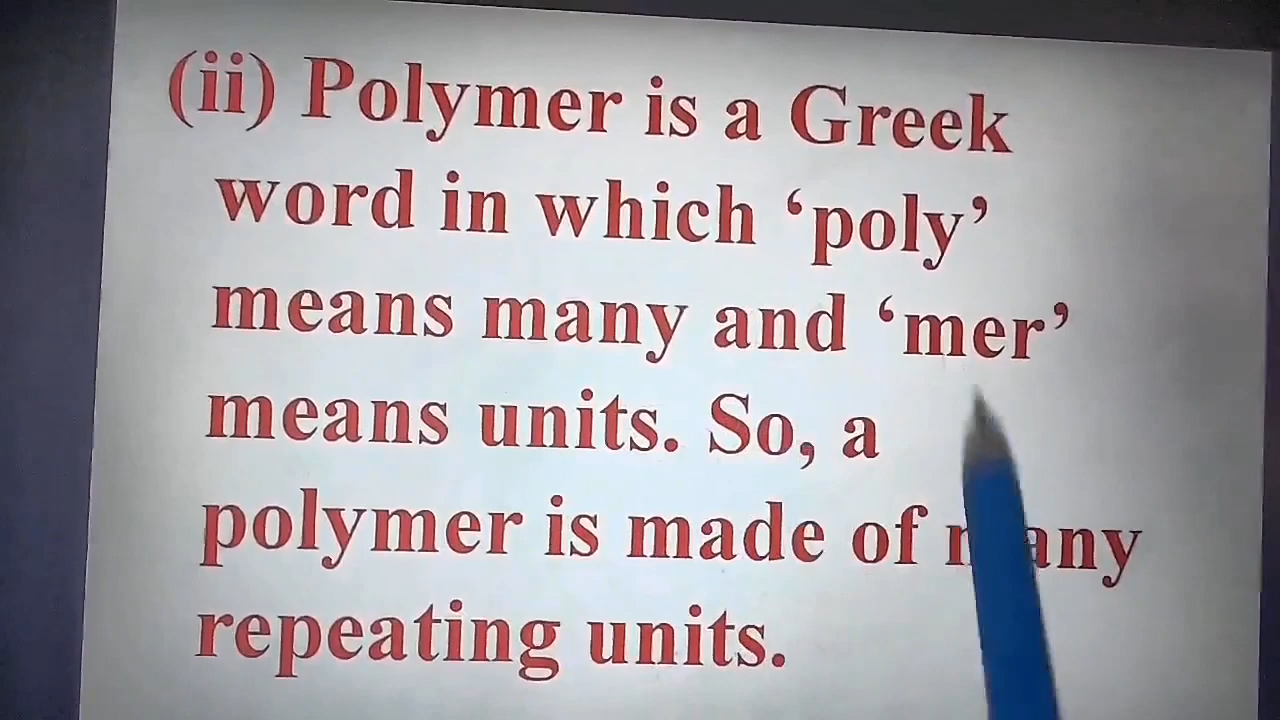 (ii) Polymer is a Greek
word in which ‘poly’
means many and ‘mer’
means units. So, a
polymer is made of many
repeating units.